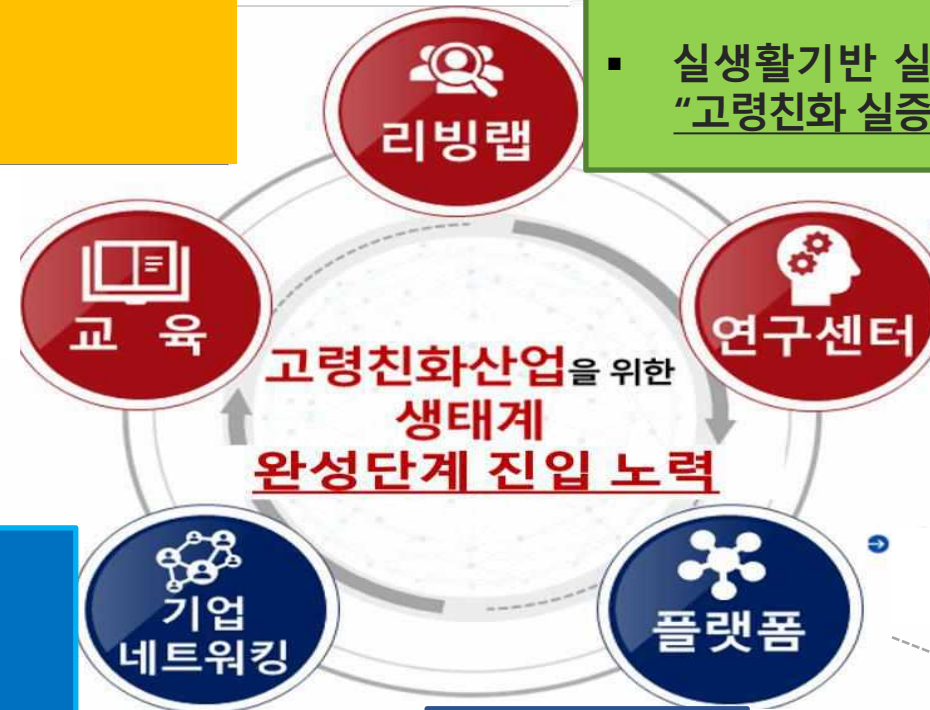 리빙랩
▪ 실생활기반 실
“고령친화 실증
교 육
연구센터
고령친화산업을 위한
생태계
완성단계 진입 노력
기업
네트워킹
플랫폼